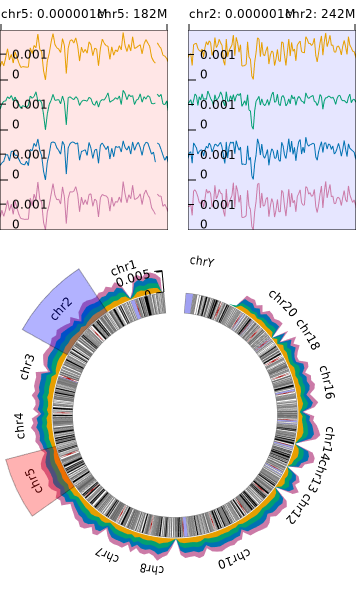 chr5: 0.000001M
chr5: 182M
chr2: 0.000001M
chr2: 242M
0.001
0
0.001
0
0.001
0
0.001
0
0.001
0
0.001
0
0.001
0
0.001
0
chrY
chr1
0.005
0
chr2
chr20
chr18
chr3
chr16
chr4
chr14
chr5
chr13
chr12
chr7
chr8
chr10